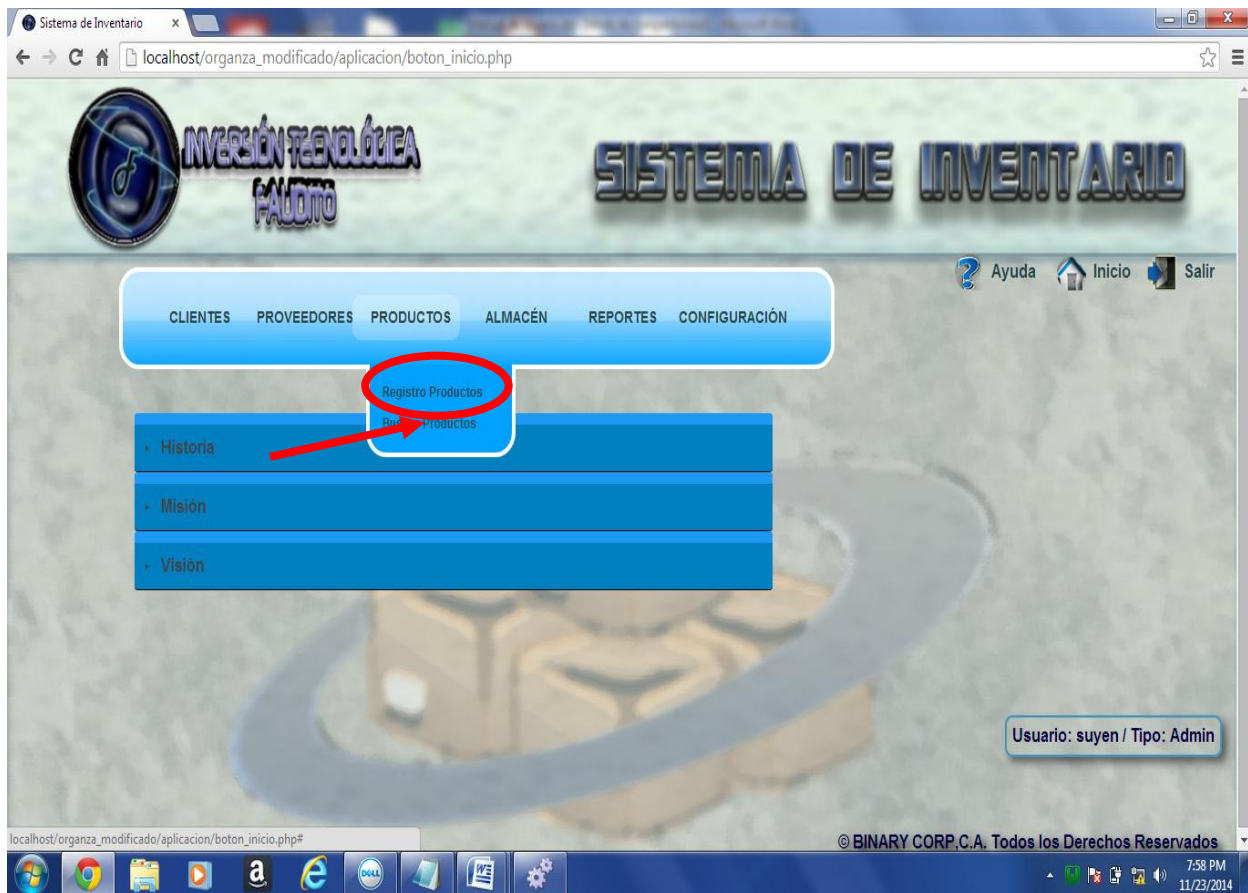 Sistema de Inventario
localhost/organza_modificado/aplicacion/boton_inicio.php
INVERSIÓN TECNOLÓGICA
SISTEMA DE INVENTARIO
Ayuda Inicio Salir
CLIENTES PROVEEDORES PRODUCTOS ALMACÉN REPORTES CONFIGURACIÓN
Registro Productos
Productos
Historia
Misión
Visión
Usuario: suyen / Tipo: Admin
localhost/organza_modificado/aplicacion/boton_inicio.php#
© BINARY CORP,C.A. Todos los Derechos Reservados
DELL
7:58 PM
11/23/2014